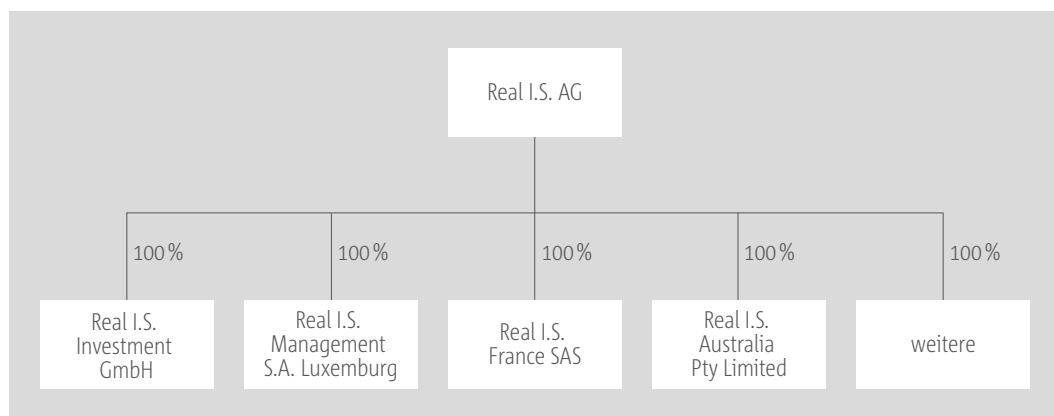 Real I.S. AG
100 %
100 %
100 %
100 %
100 %
Real I.S.
Investment
GmbH
Real I.S.
Management
S.A. Luxemburg
Real I.S.
France SAS
Real I.S.
Australia
Pty Limited
weitere